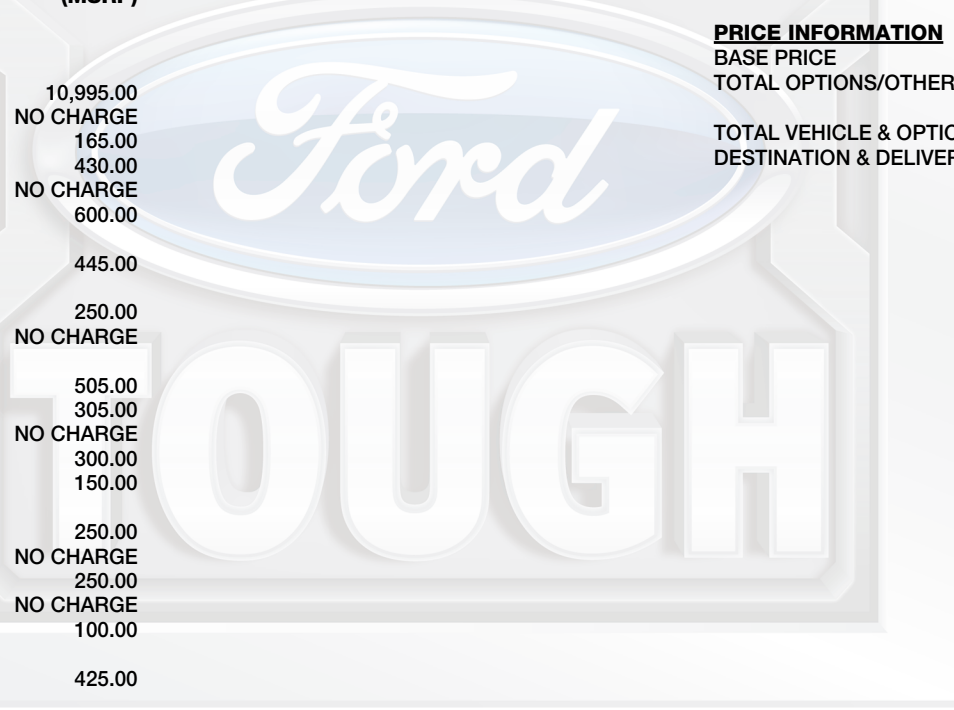 (MSRP)
10,995.00
NO CHARGE
165.00
430.00
NO CHARGE
600.00
445.00
250.00
NO CHARGE
505.00
305.00
NO CHARGE
300.00
150.00
250.00
NO CHARGE
250.00
NO CHARGE
100.00
425.00
PRICE INFORMATION
BASE PRICE
TOTAL OPTIONS/OTHER
TOTAL VEHICLE & OPTIO
DESTINATION & DELIVER
Ford
TOUGH